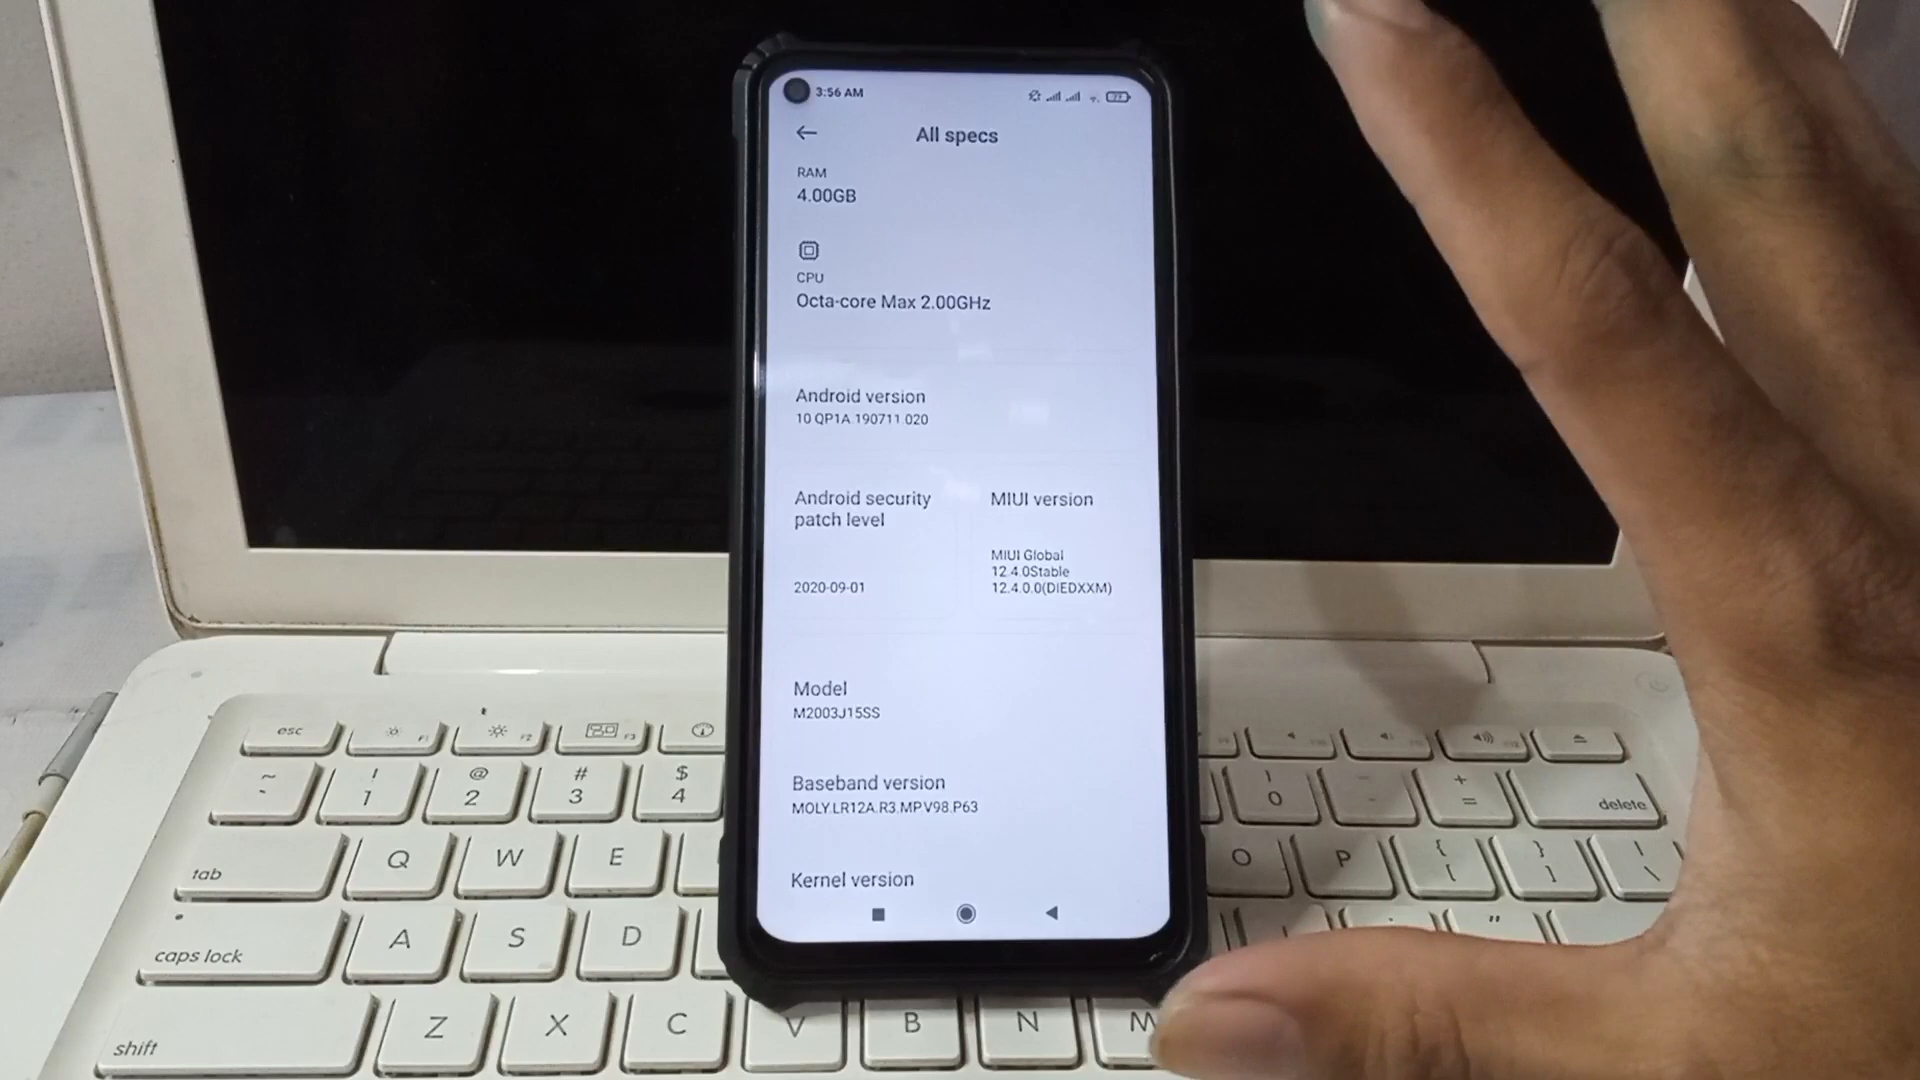 3:56 AM
All specs
RAM
4.00GB
CPU
Octa-core Max 2.00GHz
Android version
10 QP1A.190711.020
Android security
patch level
2020-09-01
MIUI version
MIUI Global
12.4.0Stable
12.4.0.0(DIEDXXM)
Model
M2003J15SS
Baseband version
MOLY.LR12A.R3.MP.V98.P63
Kernel version
esc F1 F2 F3
~ ! @ # $
` 1 2 3 4
) - + delete
0 - =
tab Q W E O P { }
[ ] \
caps lock A S D "
shift Z X C V B N M